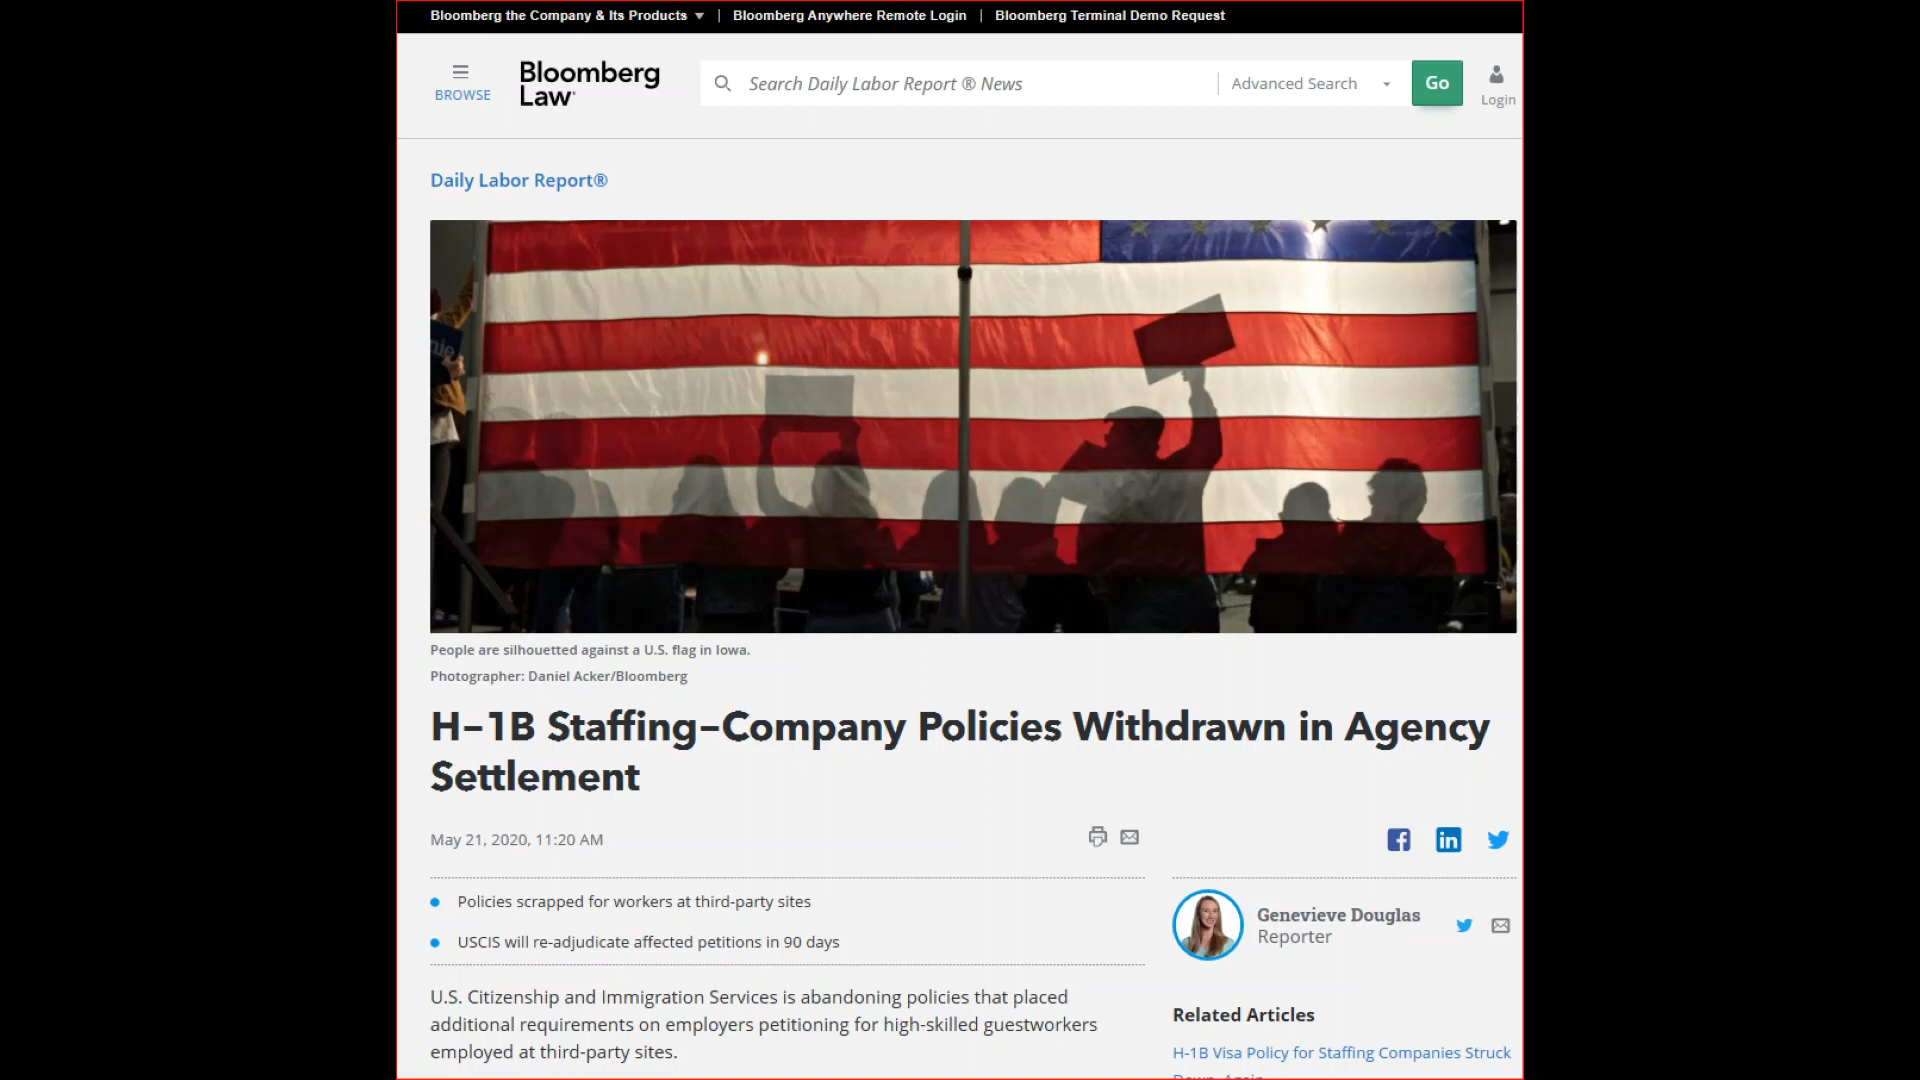 Bloomberg the Company & Its Products ▼ | Bloomberg Anywhere Remote Login | Bloomberg Terminal Demo Request
BROWSE
Bloomberg
Law
Search Daily Labor Report ® News
Advanced Search
Go
Login
Daily Labor Report®
nie
People are silhouetted against a U.S. flag in Iowa.
Photographer: Daniel Acker/Bloomberg
H-1B Staffing-Company Policies Withdrawn in Agency
Settlement
May 21, 2020, 11:20 AM
Policies scrapped for workers at third-party sites
USCIS will re-adjudicate affected petitions in 90 days
U.S. Citizenship and Immigration Services is abandoning policies that placed
additional requirements on employers petitioning for high-skilled guestworkers
employed at third-party sites.
Genevieve Douglas
Reporter
Related Articles
H-1B Visa Policy for Staffing Companies Struck
Down, Again